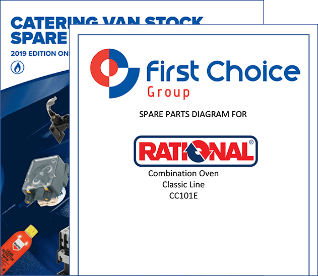 CATERING VAN STOCK
SPARE
2019 EDITION ON
First Choice
Group
SPARE PARTS DIAGRAM FOR
RATIONAL®
Combination Oven
Classic Line
CC101E